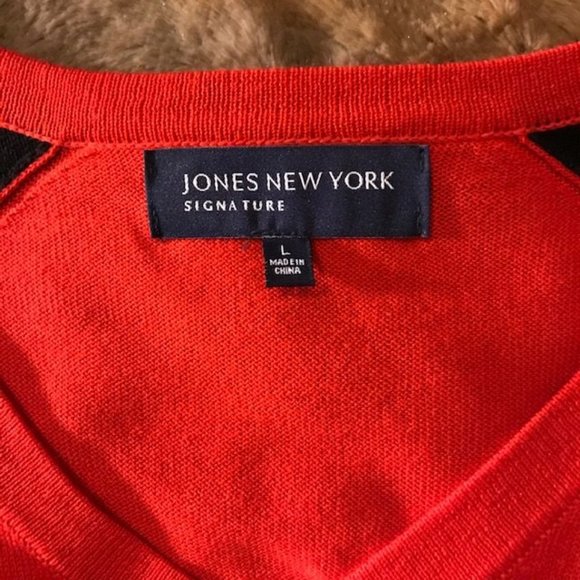 JONES NEW YORK
SIGNATURE
L
MADE IN
CHINA